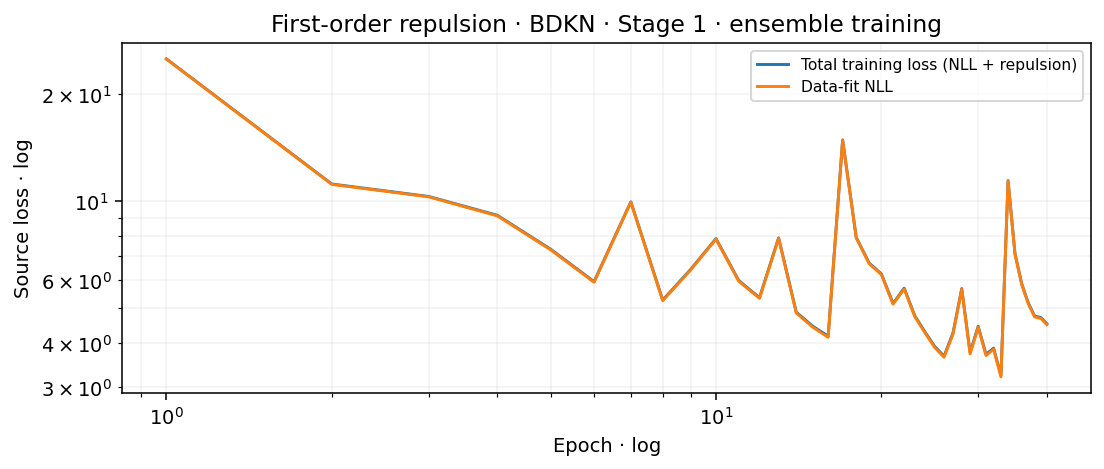 First-order repulsion · BDKN · Stage 1 · ensemble training
Total training loss (NLL + repulsion)
Data-fit NLL
Source loss · log
2 × 10¹
10¹
6 × 10⁰
4 × 10⁰
3 × 10⁰
10⁰
10¹
Epoch · log